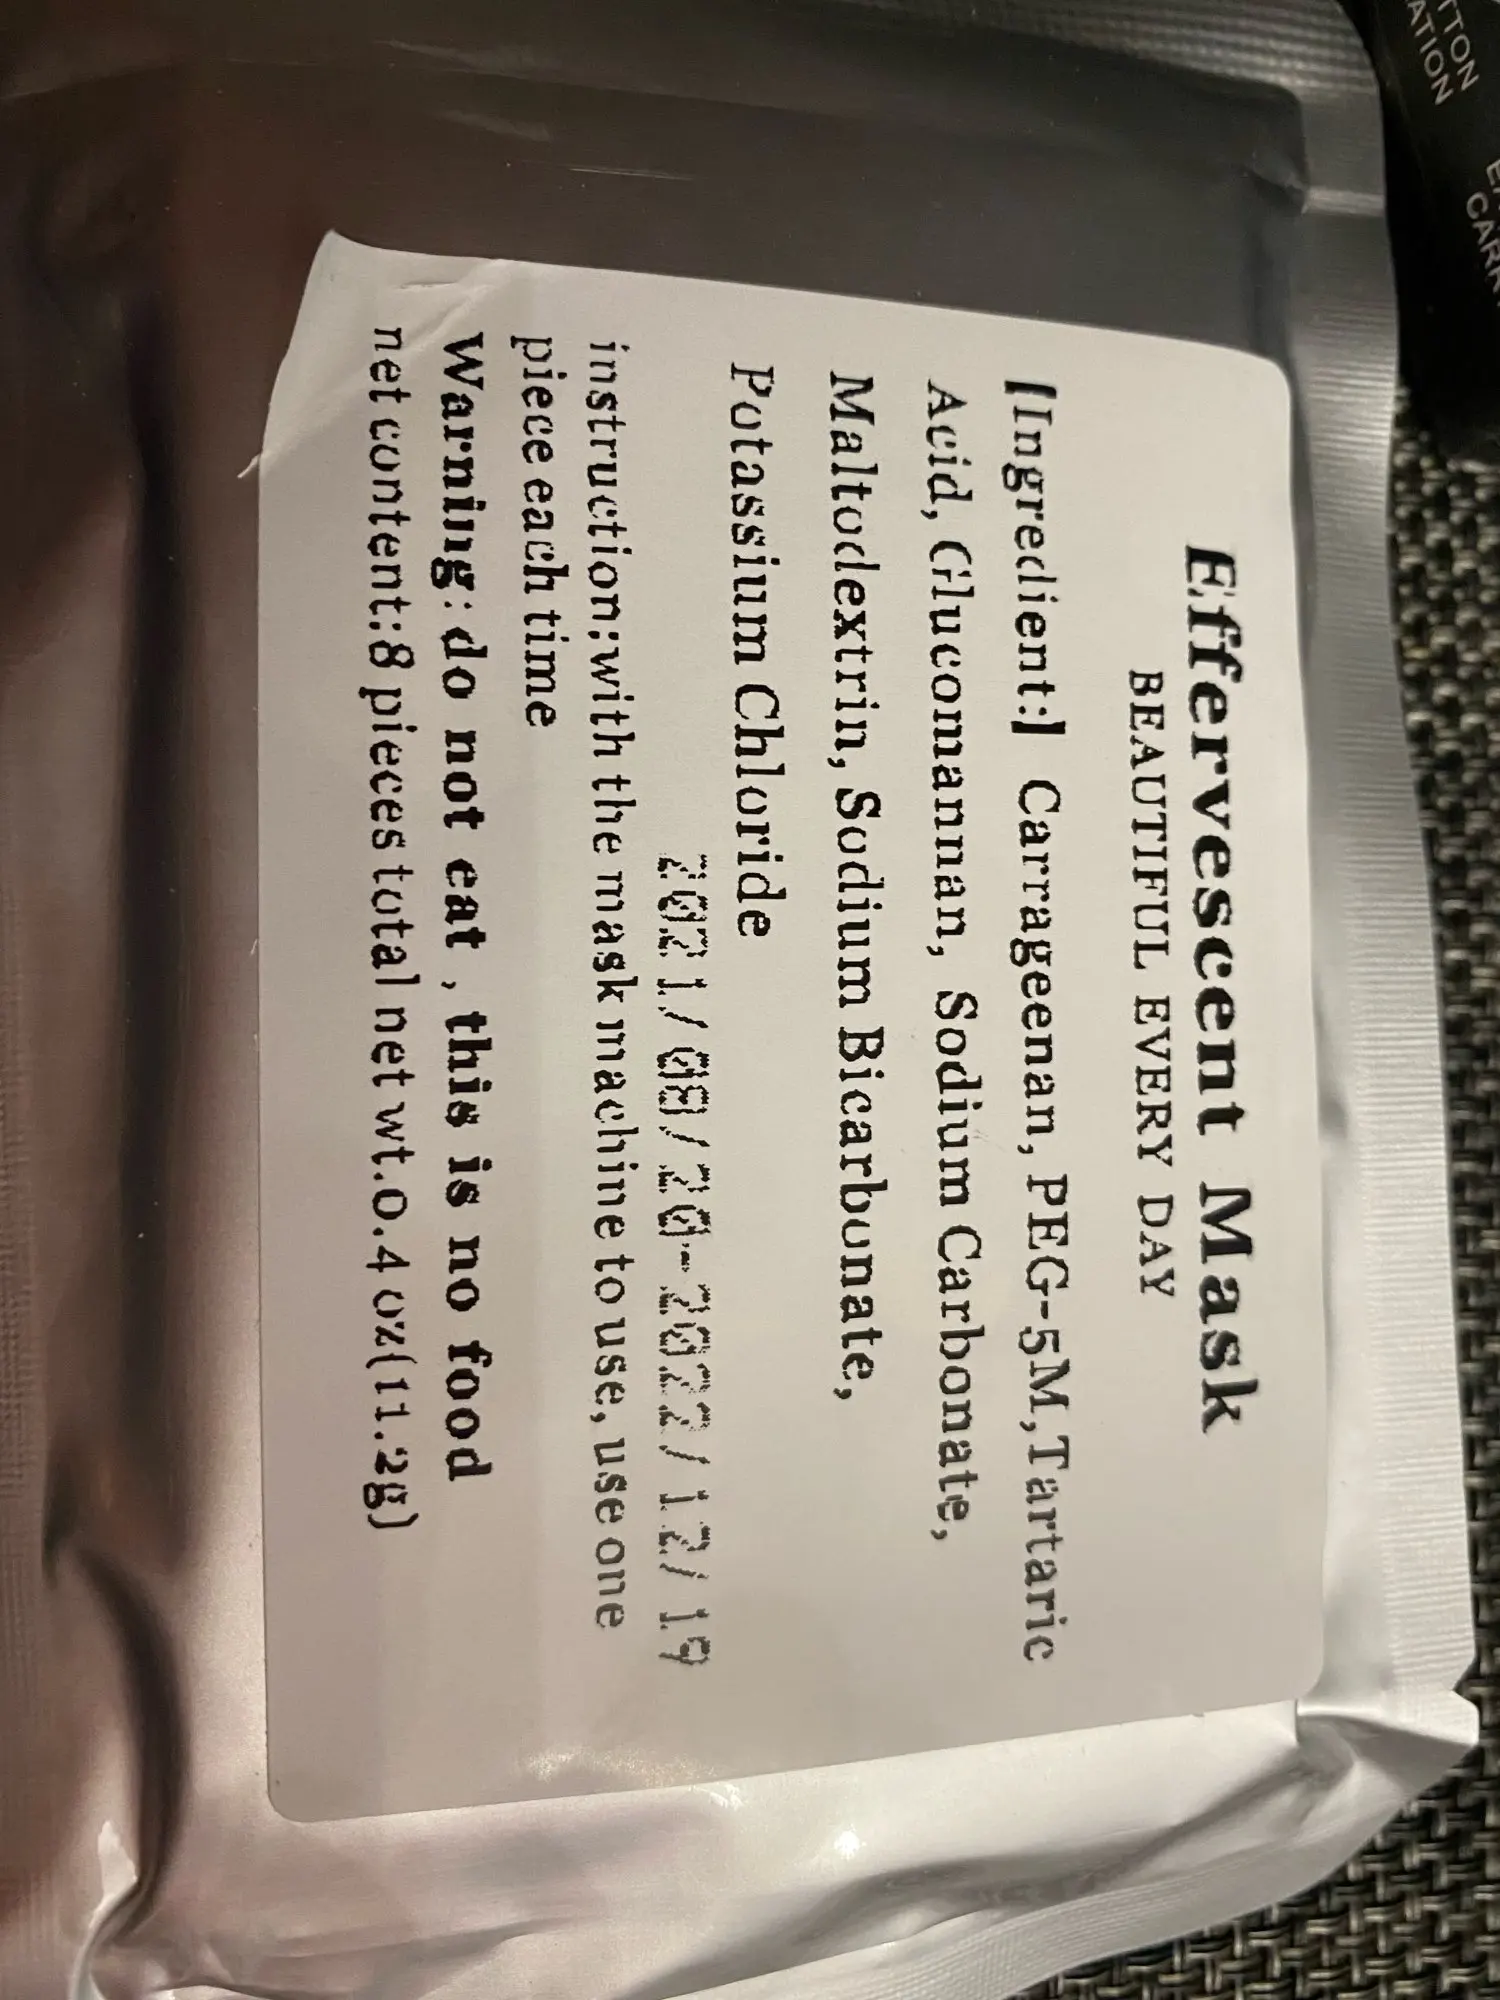 Effervescent Mask
BEAUTIFUL EVERY DAY
【Ingredient:】 Carrageenan, PEG-5M,Tartaric
Acid, Glucomannan, Sodium Carbonate,
Maltodextrin, Sodium Bicarbonate,
Potassium Chloride
2021/08/20-2022/12/19
instruction:with the mask machine to use, use one
piece each time
Warning: do not eat , this is no food
net content:8 pieces total net wt.0.4 oz(11.2g)